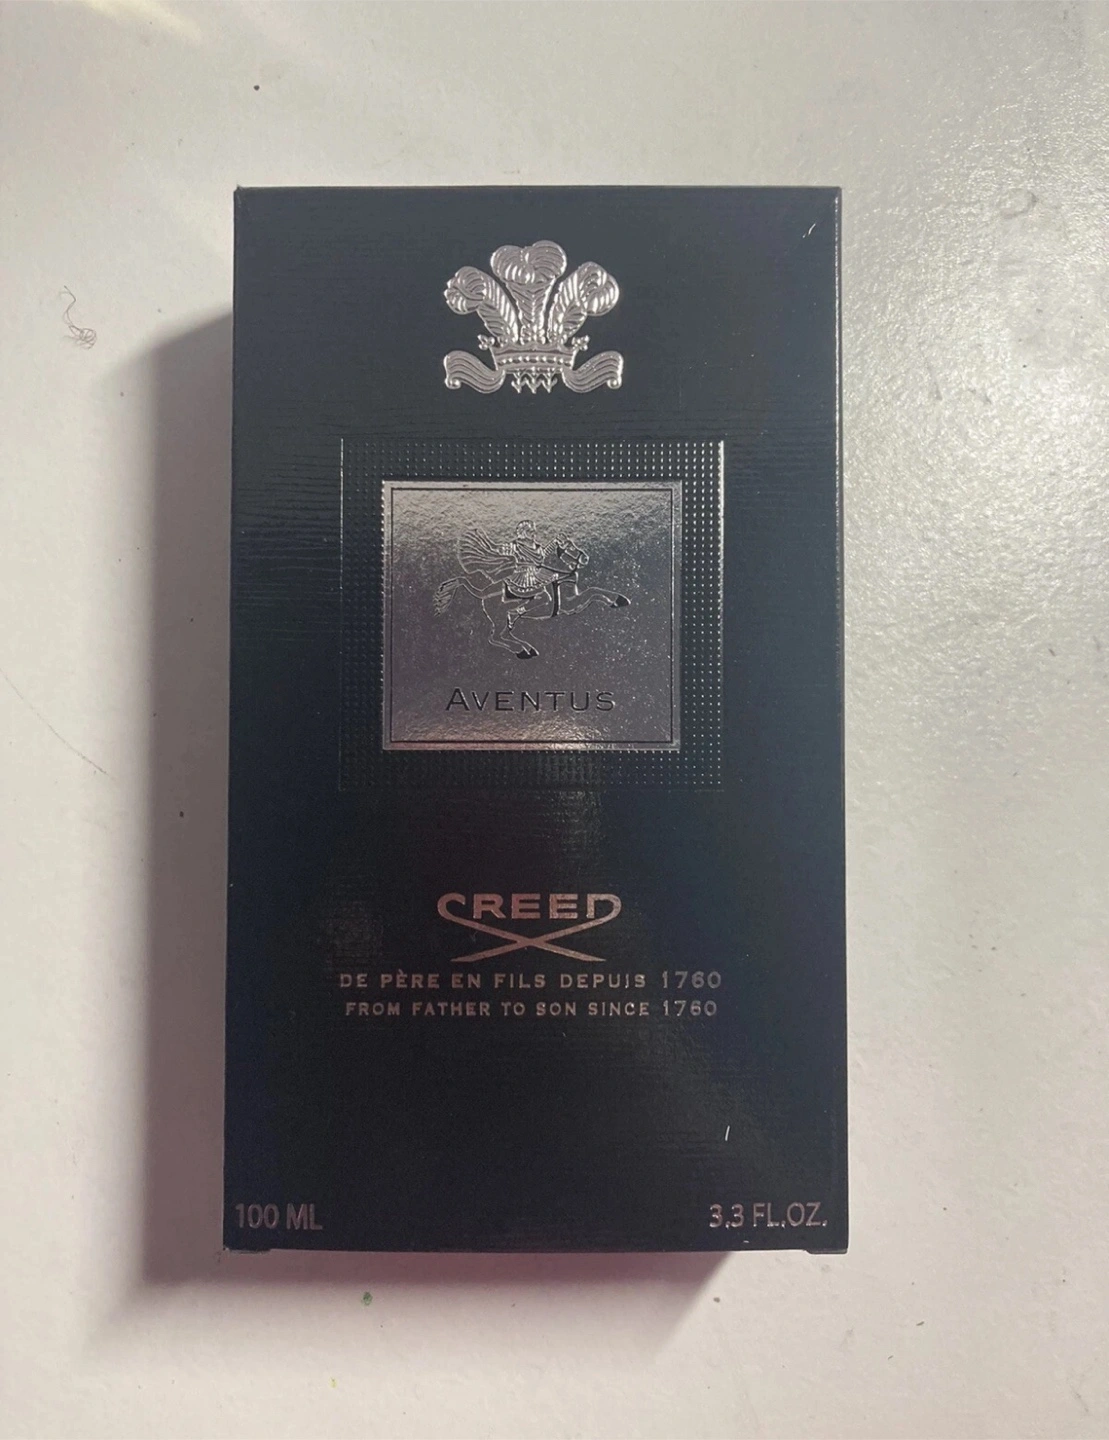 AVENTUS
CREED
DE PÈRE EN FILS DEPUIS 1760
FROM FATHER TO SON SINCE 1760
100 ML
3.3 FL.OZ.